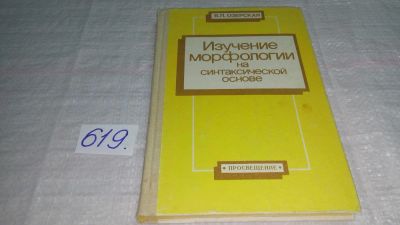 В.П. ОЗЕРСКАЯ
Изучение
морфологии
на
синтаксической
основе
• ПРОСВЕЩЕНИЕ •
619.